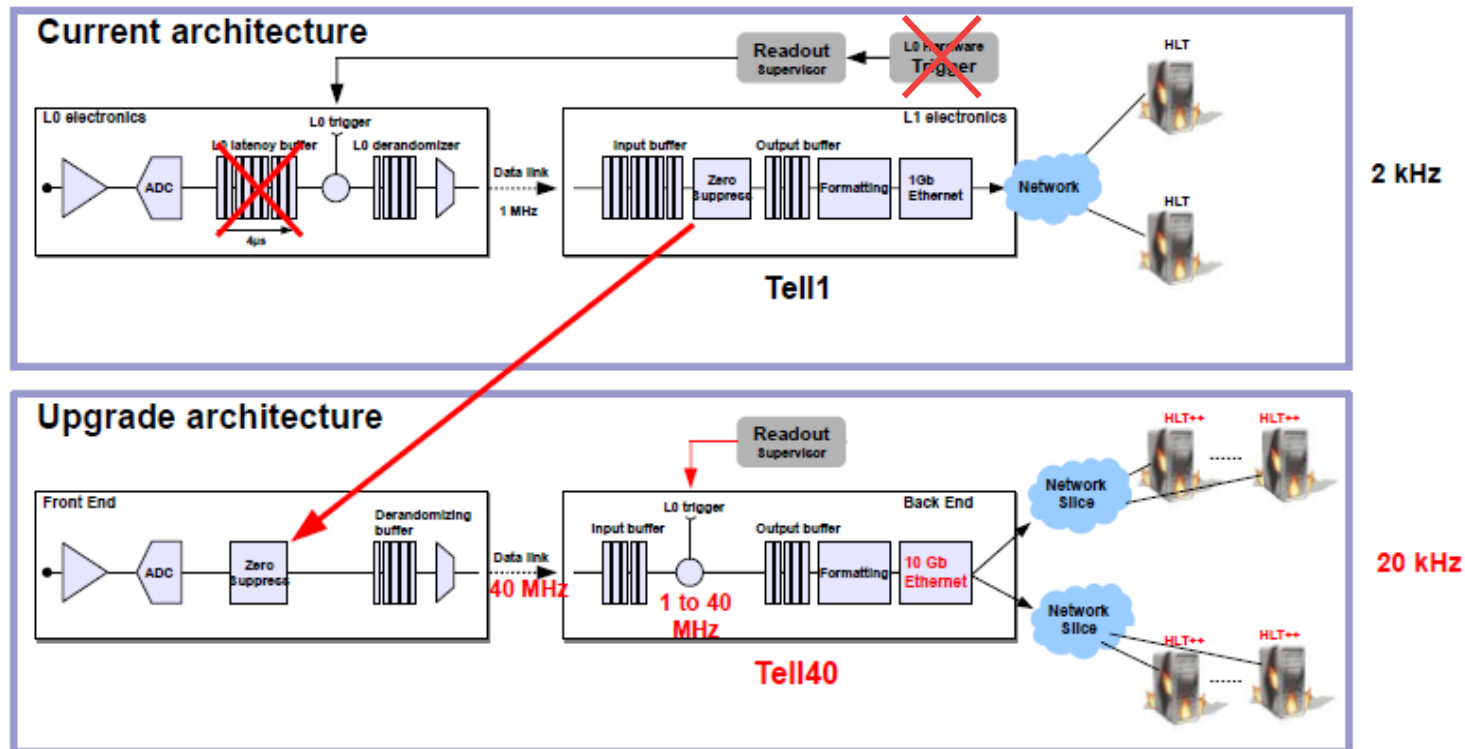 Current architecture
Readout
Supervisor
L0 Hardware
Trigger
HLT
L0 electronics
L0 trigger
L0 latency buffer
L0 derandomizer
ADC
4µs
Data link
1 MHz
L1 electronics
Input buffer
Output buffer
Zero
Suppress
Formatting
1Gb
Ethernet
Network
HLT
2 kHz
Tell1
Upgrade architecture
Readout
Supervisor
HLT++
HLT++
......
Front End
Derandomizing
buffer
ADC
Zero
Suppress
Data link
40 MHz
L0 trigger
Back End
Input buffer
Output buffer
1 to 40
MHz
Formatting
10 Gb
Ethernet
Network
Slice
Network
Slice
20 kHz
HLT++
HLT++
......
Tell40